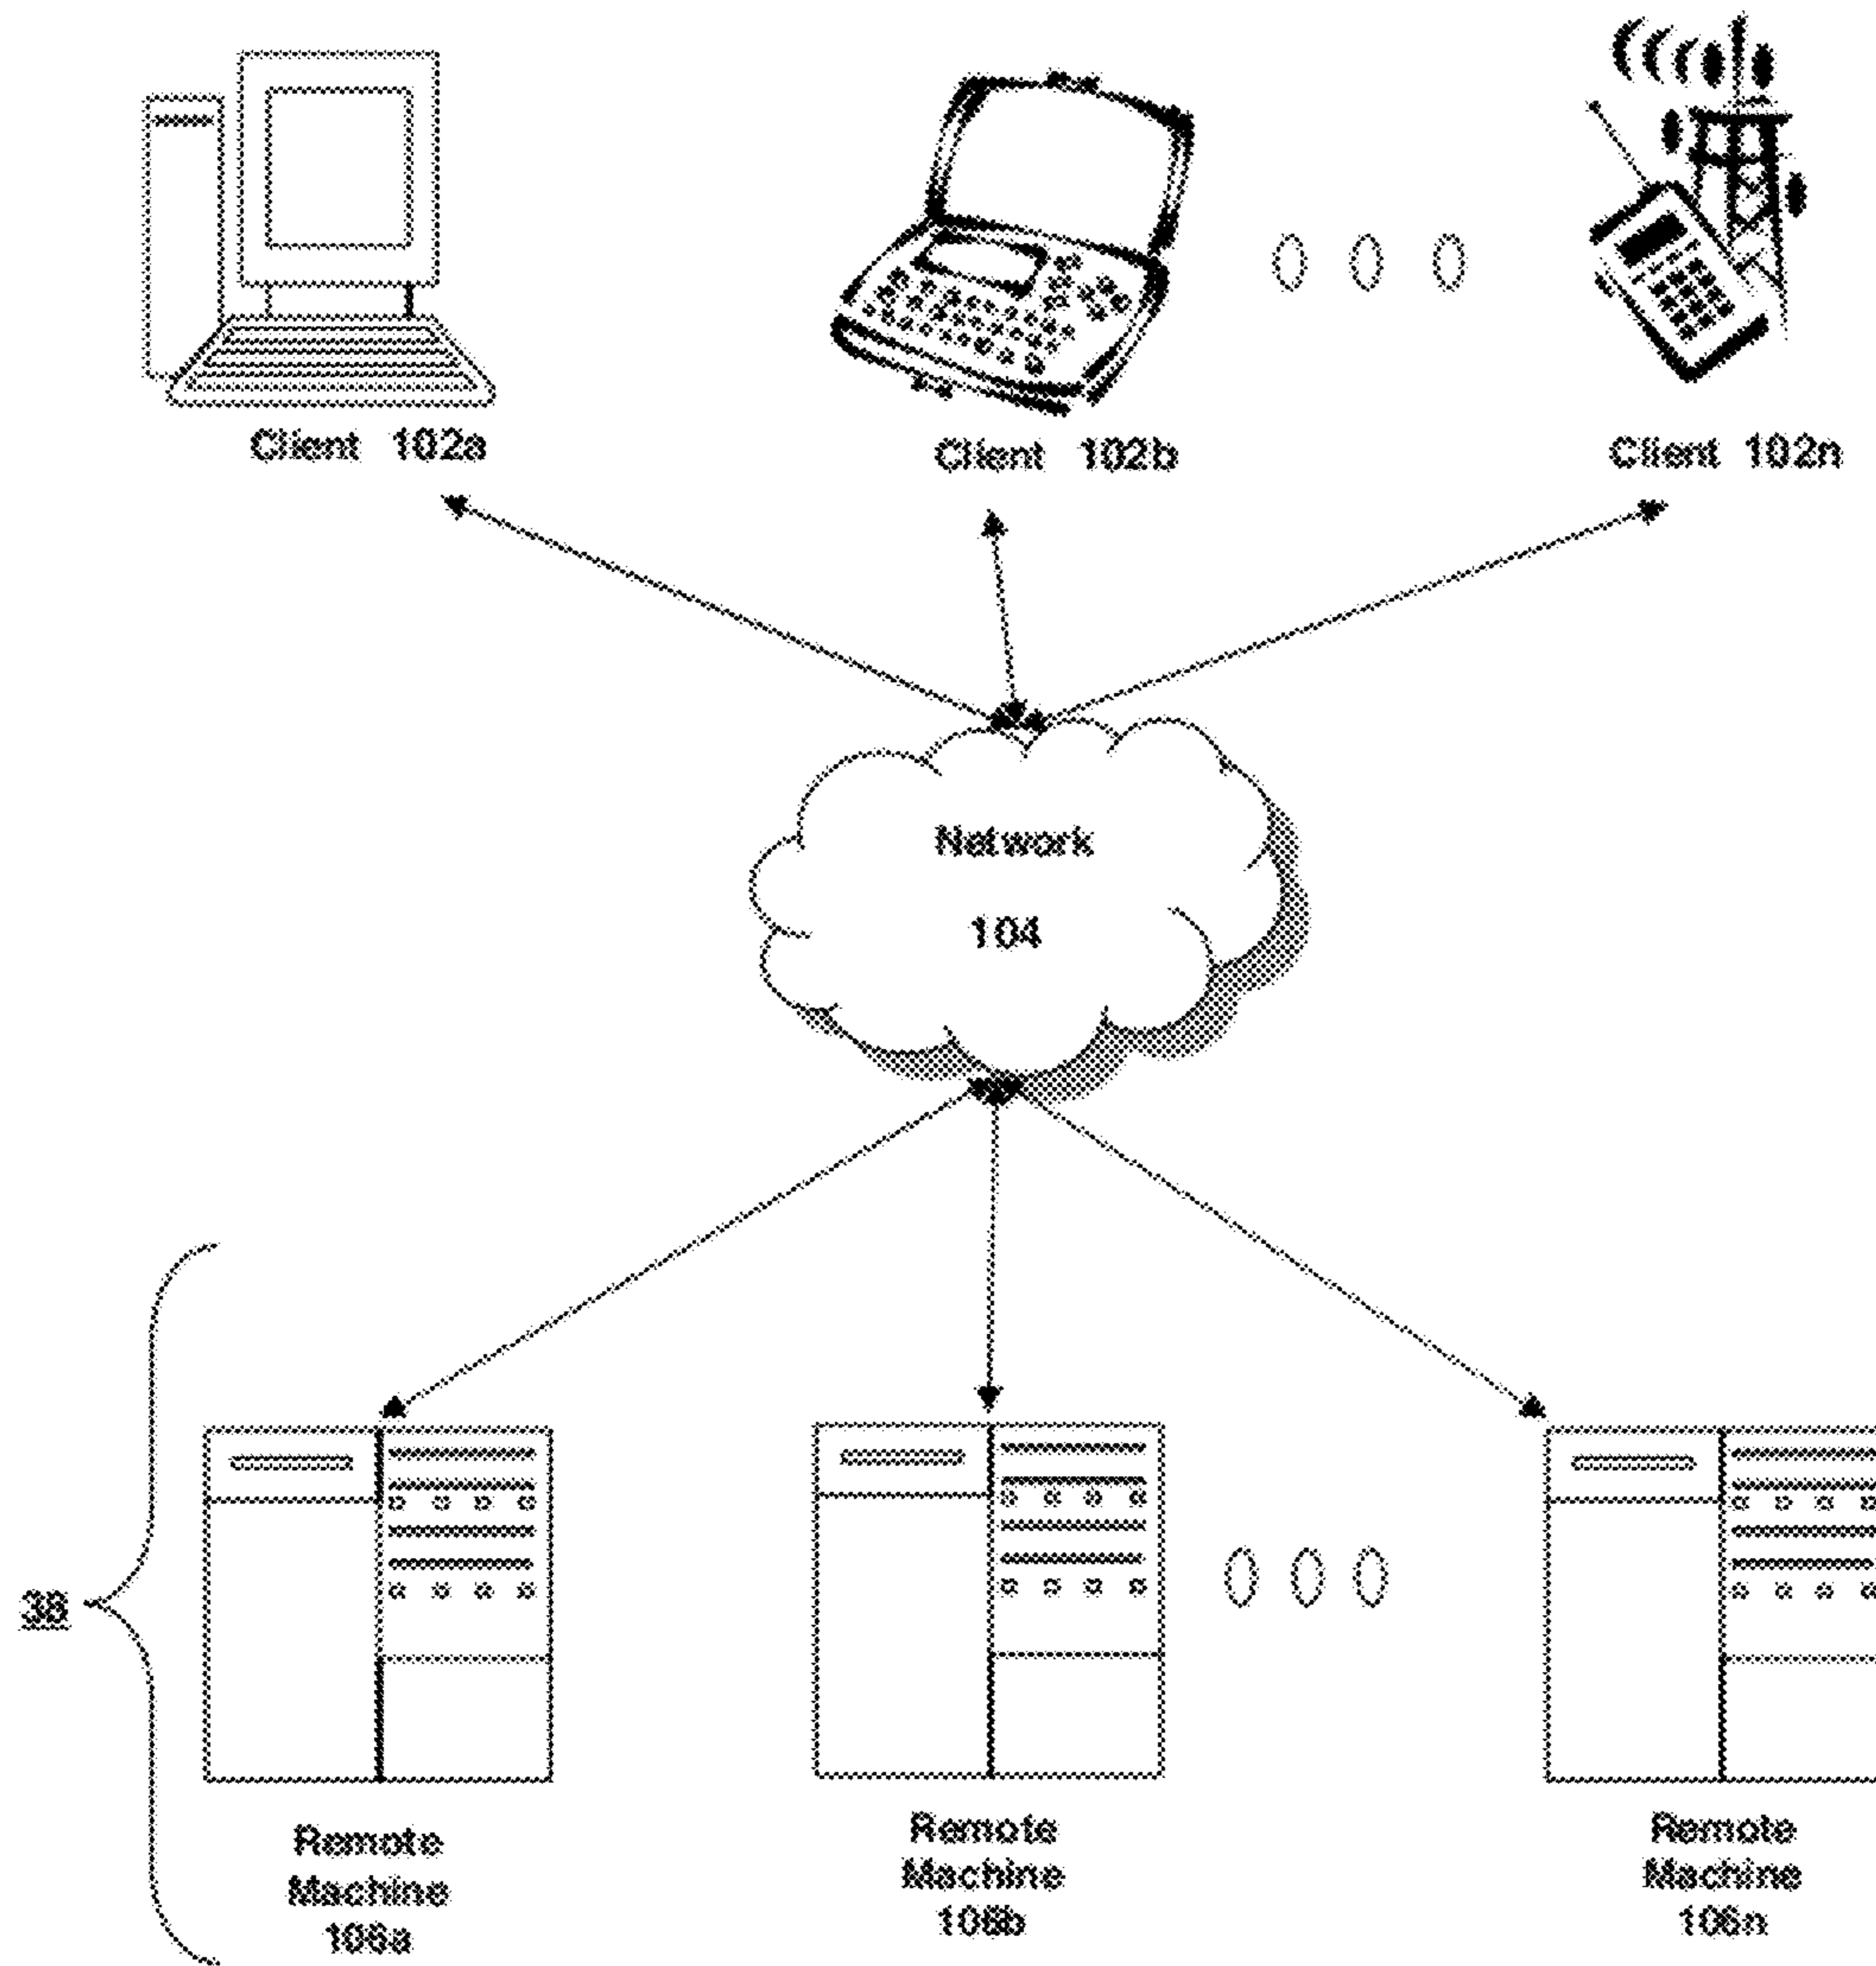 Client 102a
Client 102b
Client 102n
Network
104
38
Remote
Machine
106a
Remote
Machine
106b
Remote
Machine
106n